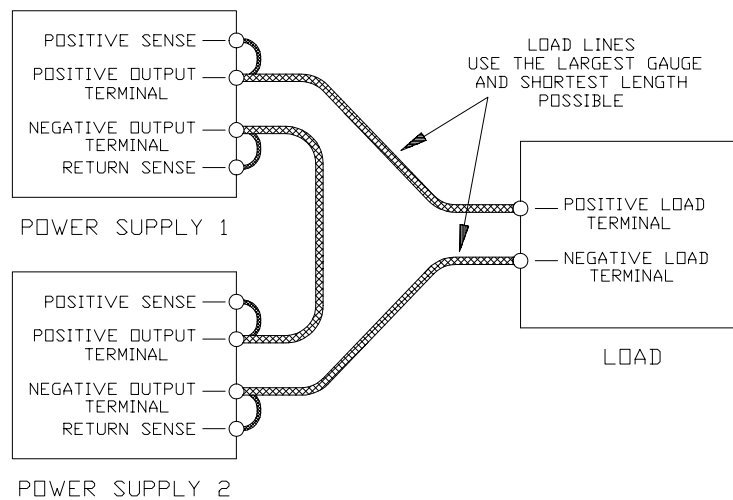 POSITIVE SENSE
POSITIVE OUTPUT
TERMINAL
NEGATIVE OUTPUT
TERMINAL
RETURN SENSE
POWER SUPPLY 1
LOAD LINES
USE THE LARGEST GAUGE
AND SHORTEST LENGTH
POSSIBLE
POSITIVE LOAD
TERMINAL
NEGATIVE LOAD
TERMINAL
LOAD
POSITIVE SENSE
POSITIVE OUTPUT
TERMINAL
NEGATIVE OUTPUT
TERMINAL
RETURN SENSE
POWER SUPPLY 2